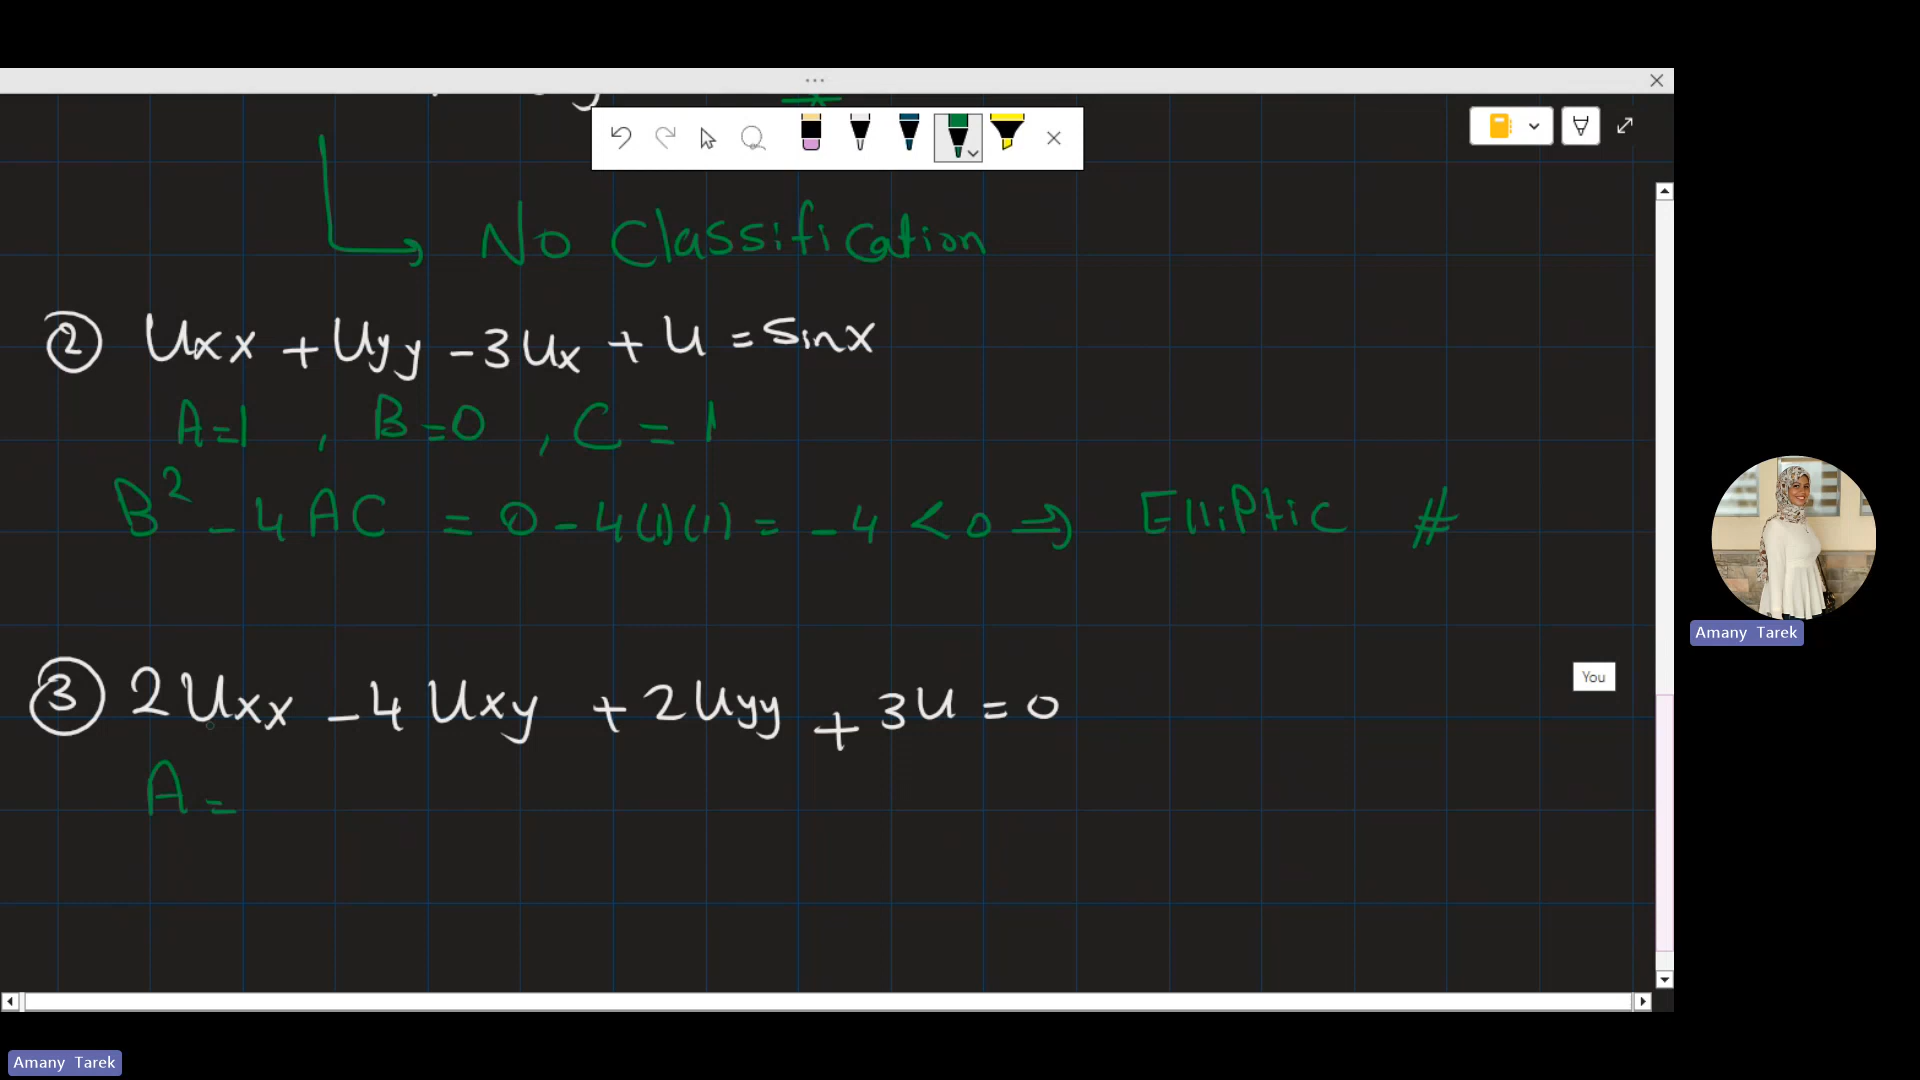 No Classification
② Uxx + Uyy - 3Ux + U = Sinx
A=1 , B=0 , C=1
B² - 4AC = 0 - 4(1)(1) = -4 < 0 ⇒ Elliptic #
③ 2Uxx - 4Uxy + 2Uyy + 3U = 0
A =
You
Amany Tarek
Amany Tarek